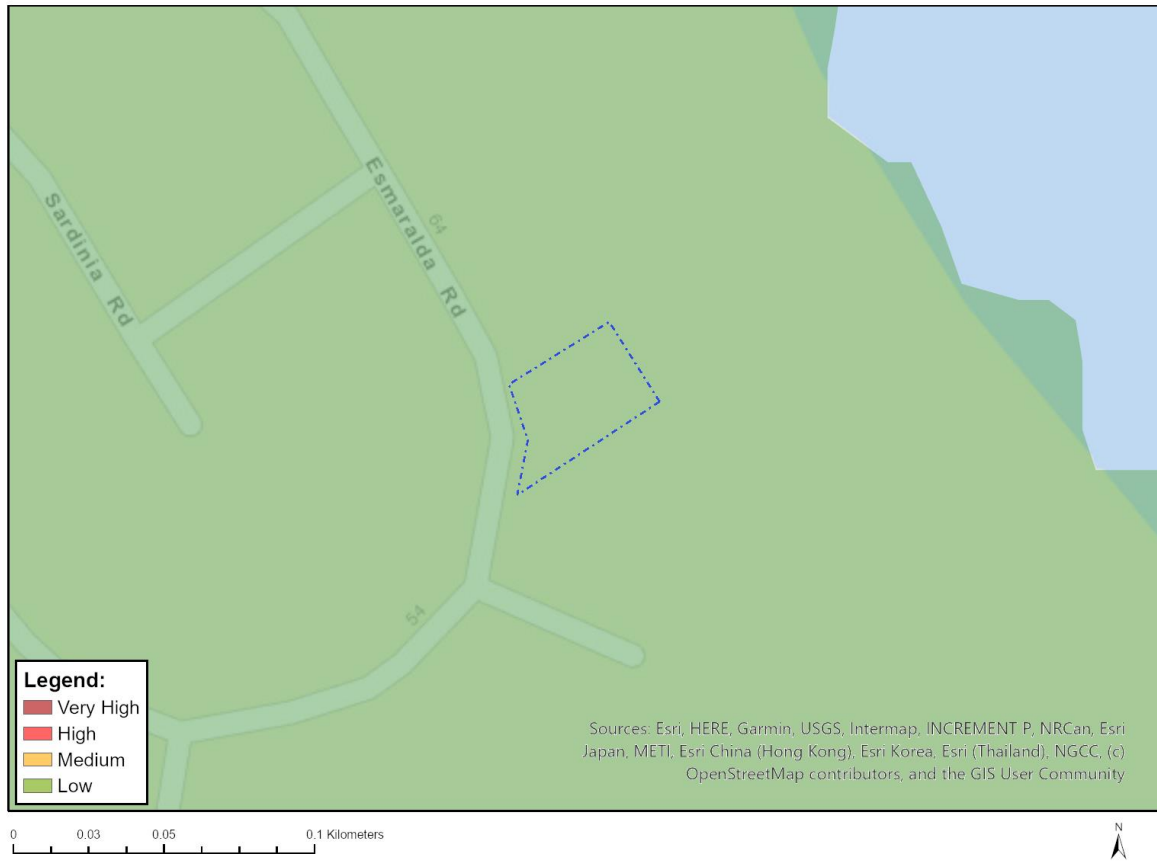 Esmaralda Rd
64
Sardinia Rd
54
Legend:
Very High
High
Medium
Low
Sources: Esri, HERE, Garmin, USGS, Intermap, INCREMENT P, NRCan, Esri
Japan, METI, Esri China (Hong Kong), Esri Korea, Esri (Thailand), NGCC, (c)
OpenStreetMap contributors, and the GIS User Community
0 0.03 0.05 0.1 Kilometers
N